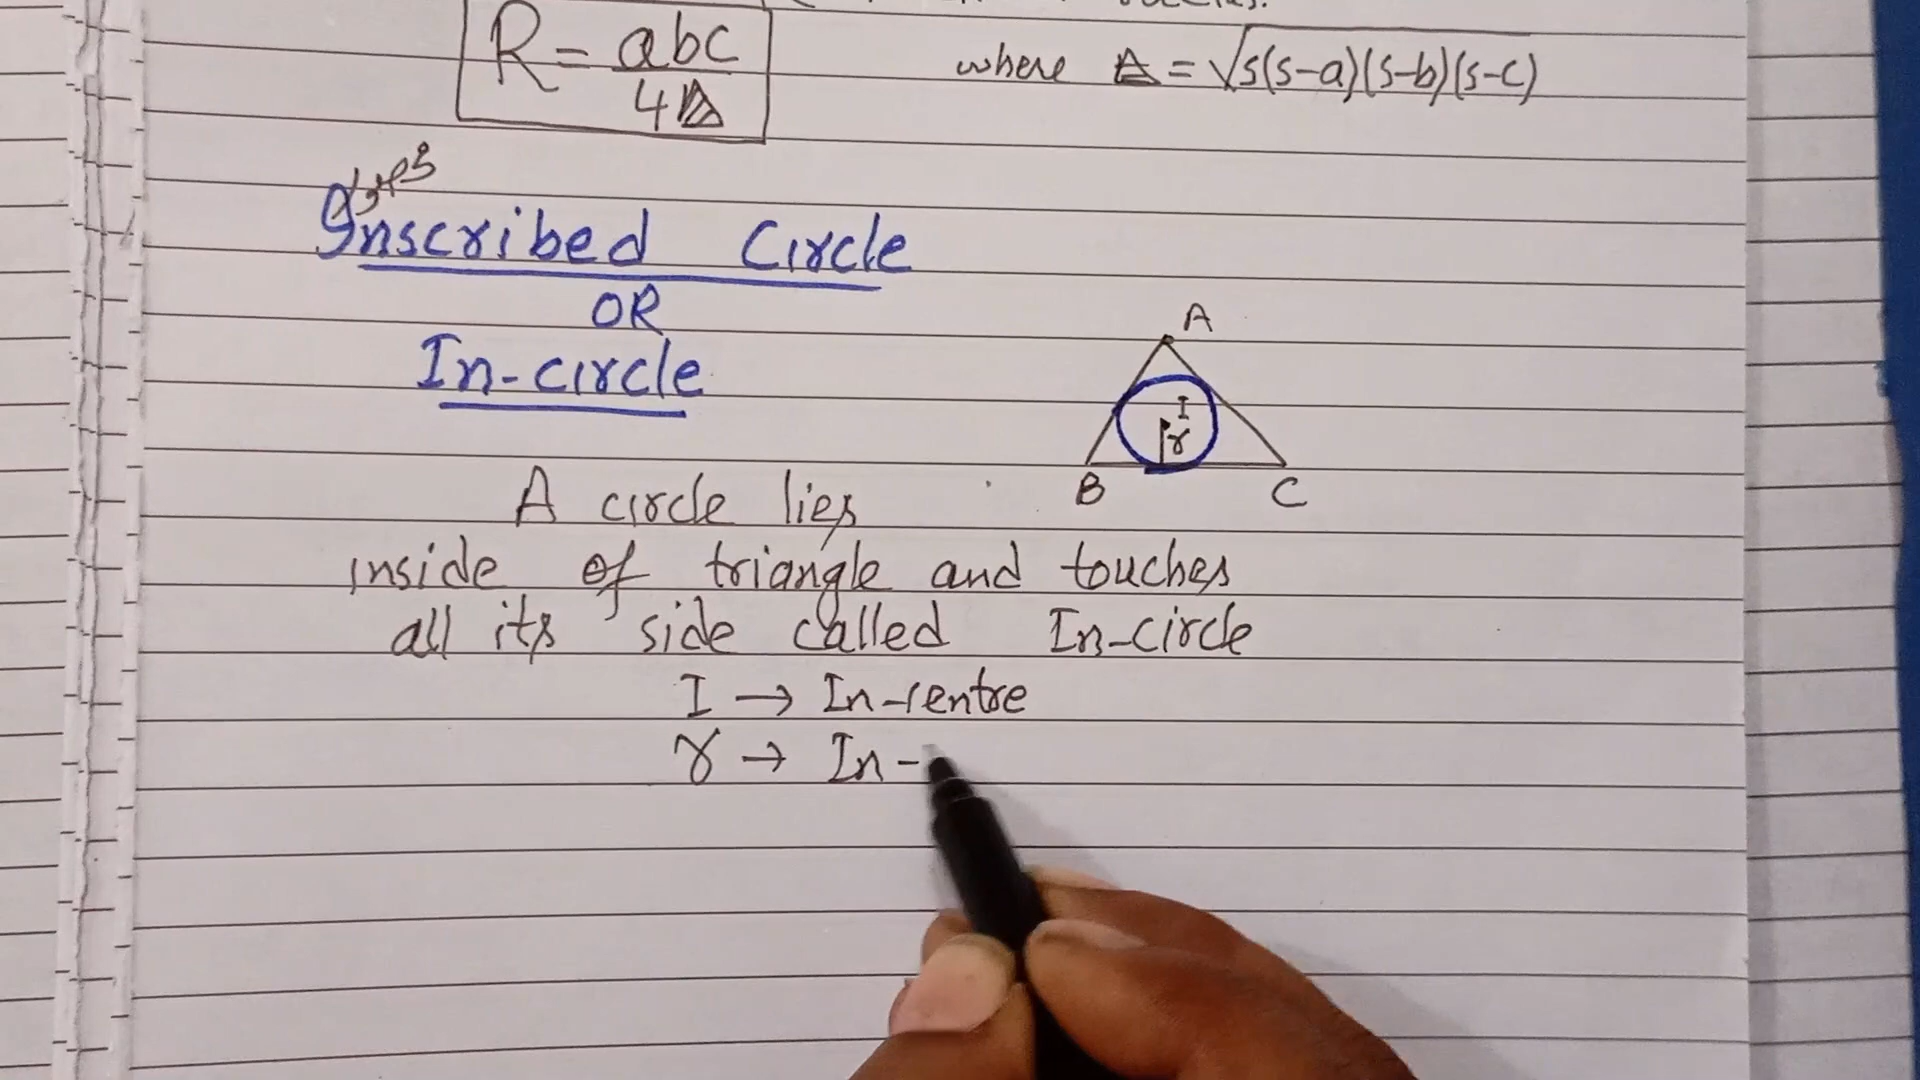 R = abc/4Δ where Δ = √s(s-a)(s-b)(s-c)
Inscribed Circle
OR
In-circle
A
I
r
B C
A circle lies
inside of triangle and touches
all its side called In-circle
I → In-centre
r → In-